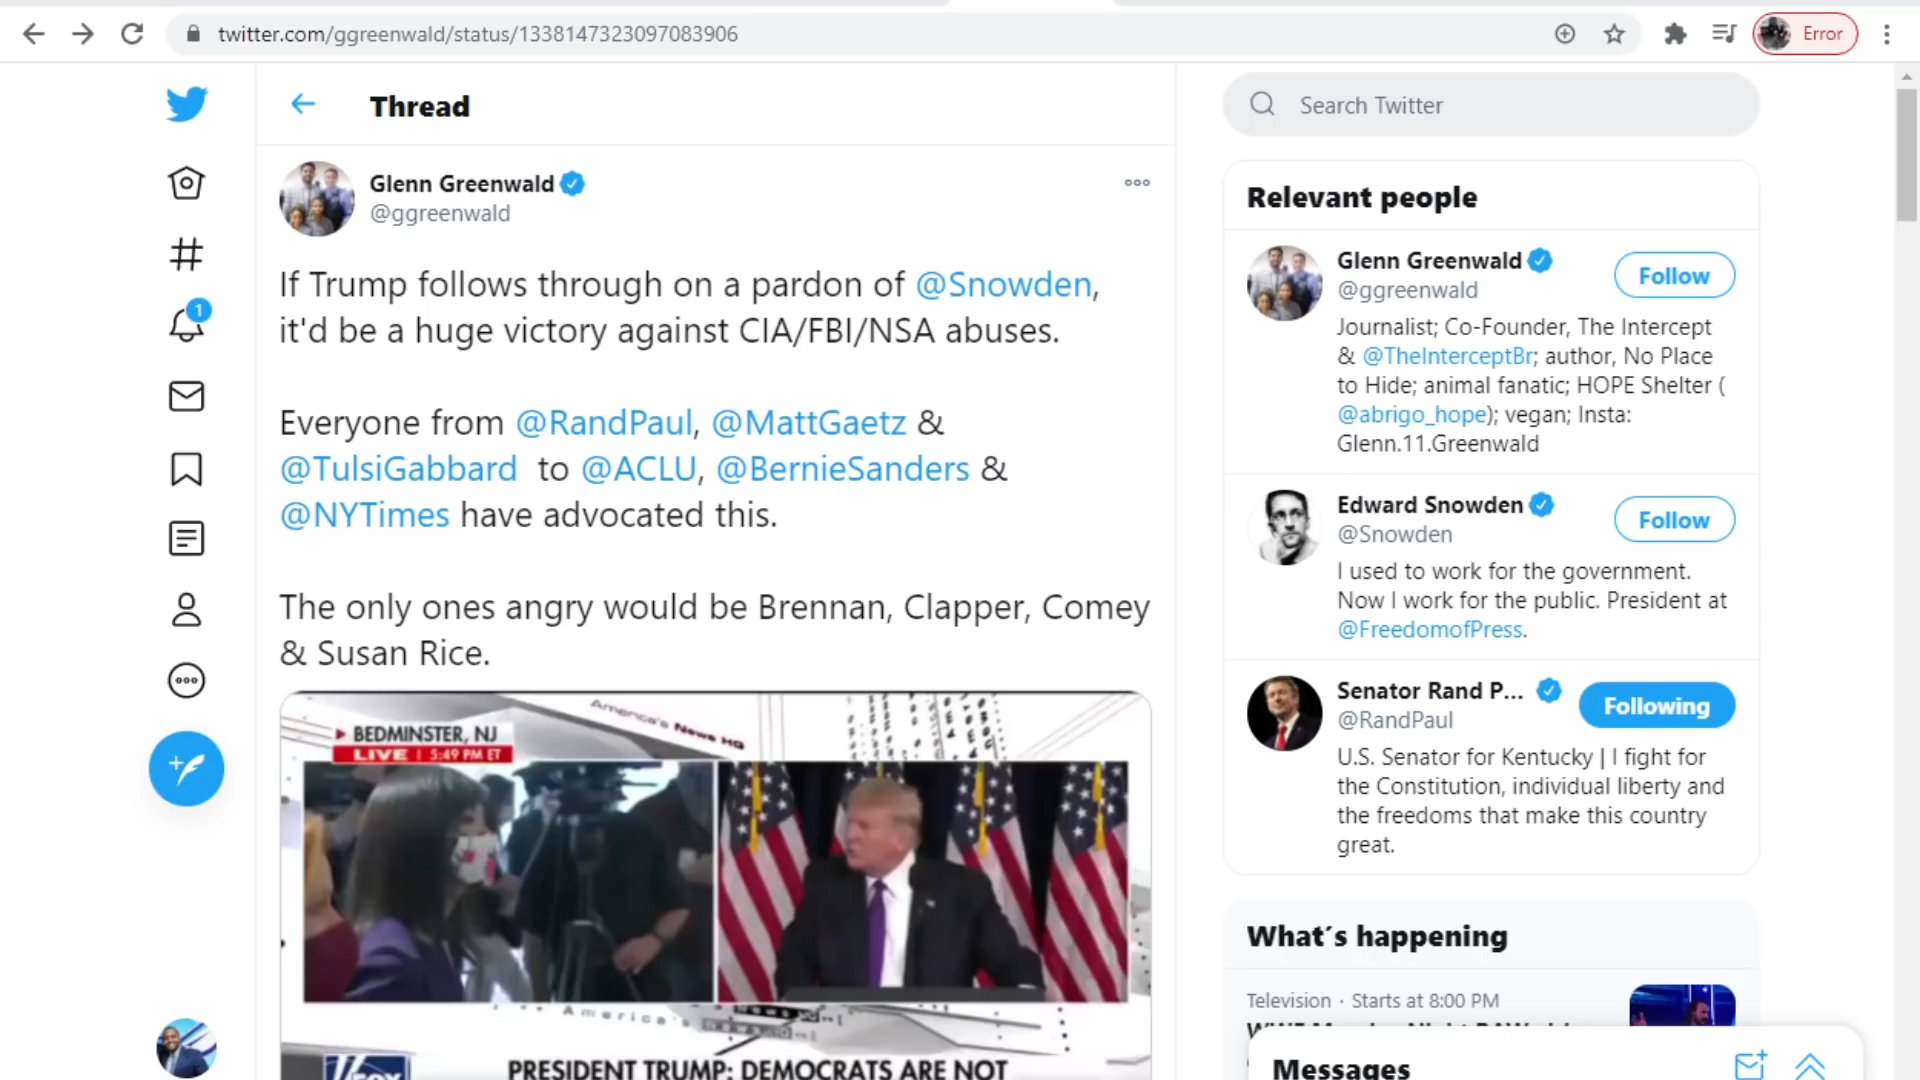 twitter.com/ggreenwald/status/1338147323097083906
Error
Thread
Search Twitter
Glenn Greenwald
@ggreenwald
1
If Trump follows through on a pardon of @Snowden,
it'd be a huge victory against CIA/FBI/NSA abuses.
Everyone from @RandPaul, @MattGaetz &
@TulsiGabbard to @ACLU, @BernieSanders &
@NYTimes have advocated this.
The only ones angry would be Brennan, Clapper, Comey
& Susan Rice.
America's News HQ
BEDMINSTER, NJ
LIVE | 5:49 PM ET
America's News
FOX
PRESIDENT TRUMP: DEMOCRATS ARE NOT
Relevant people
Glenn Greenwald
@ggreenwald
Follow
Journalist; Co-Founder, The Intercept
& @TheInterceptBr; author, No Place
to Hide; animal fanatic; HOPE Shelter (
@abrigo_hope); vegan; Insta:
Glenn.11.Greenwald
Edward Snowden
@Snowden
Follow
I used to work for the government.
Now I work for the public. President at
@FreedomofPress.
Senator Rand P...
@RandPaul
Following
U.S. Senator for Kentucky | I fight for
the Constitution, individual liberty and
the freedoms that make this country
great.
What´s happening
Television · Starts at 8:00 PM
Messages